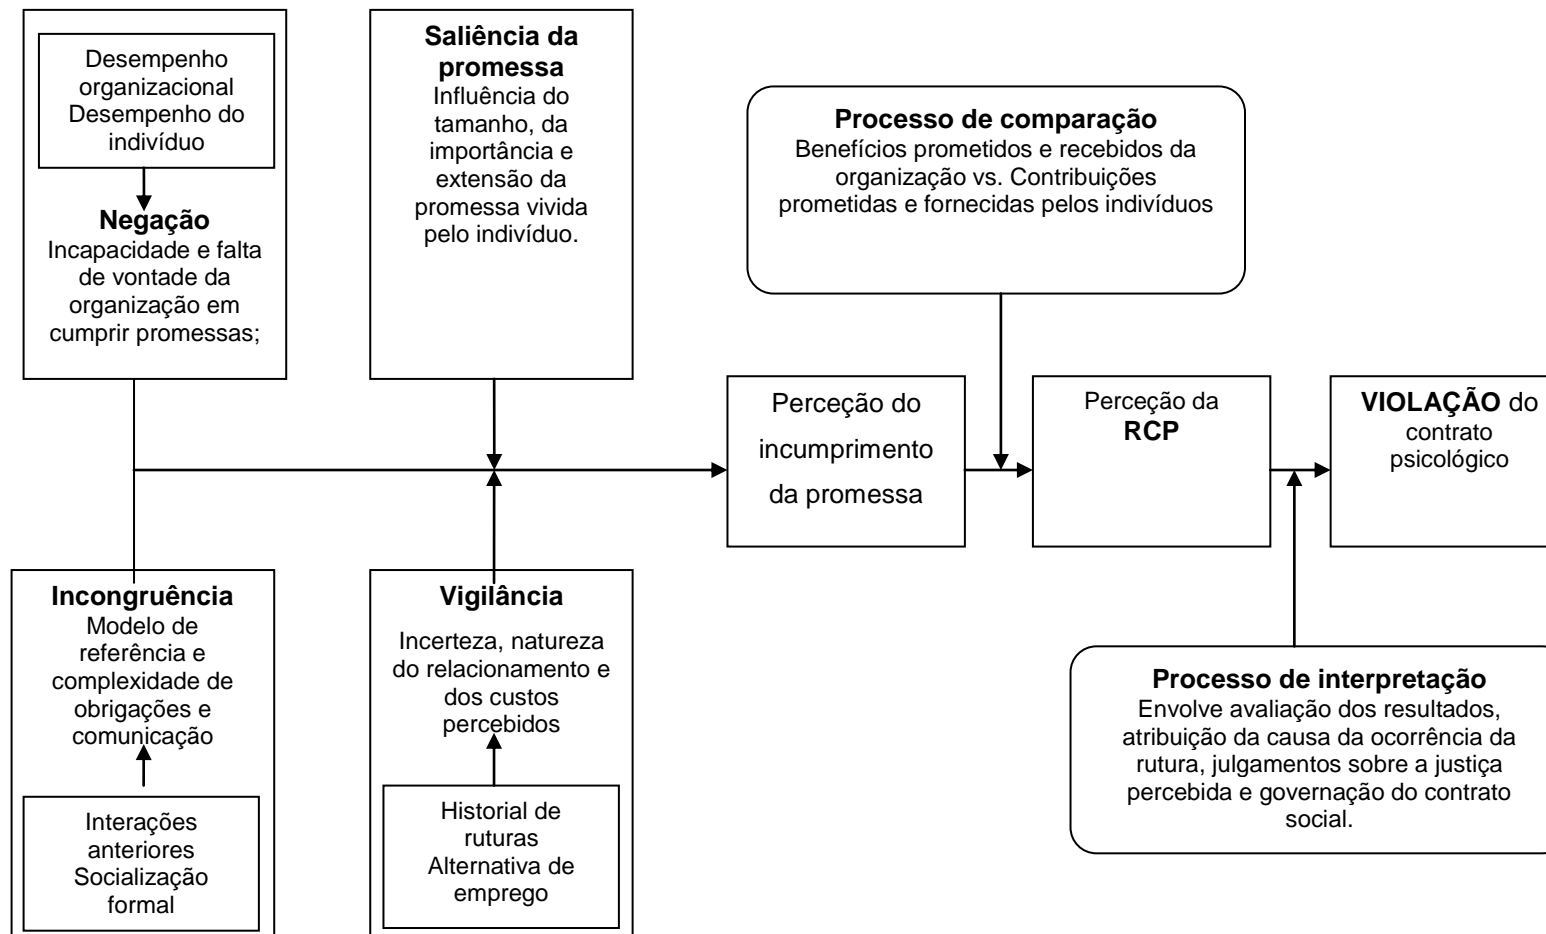 Desempenho
organizacional
Desempenho do
indivíduo
Negação
Incapacidade e falta
de vontade da
organização em
cumprir promessas;
Saliência da
promessa
Influência do
tamanho, da
importância e
extensão da
promessa vivida
pelo indivíduo.
Processo de comparação
Benefícios prometidos e recebidos da
organização vs. Contribuições
prometidas e fornecidas pelos indivíduos
Perceção do
incumprimento
da promessa
Perceção da
RCP
VIOLAÇÃO do
contrato
psicológico
Incongruência
Modelo de
referência e
complexidade de
obrigações e
comunicação
Interações
anteriores
Socialização
formal
Vigilância
Incerteza, natureza
do relacionamento e
dos custos
percebidos
Historial de
ruturas
Alternativa de
emprego
Processo de interpretação
Envolve avaliação dos resultados,
atribuição da causa da ocorrência da
rutura, julgamentos sobre a justiça
percebida e governação do contrato
social.